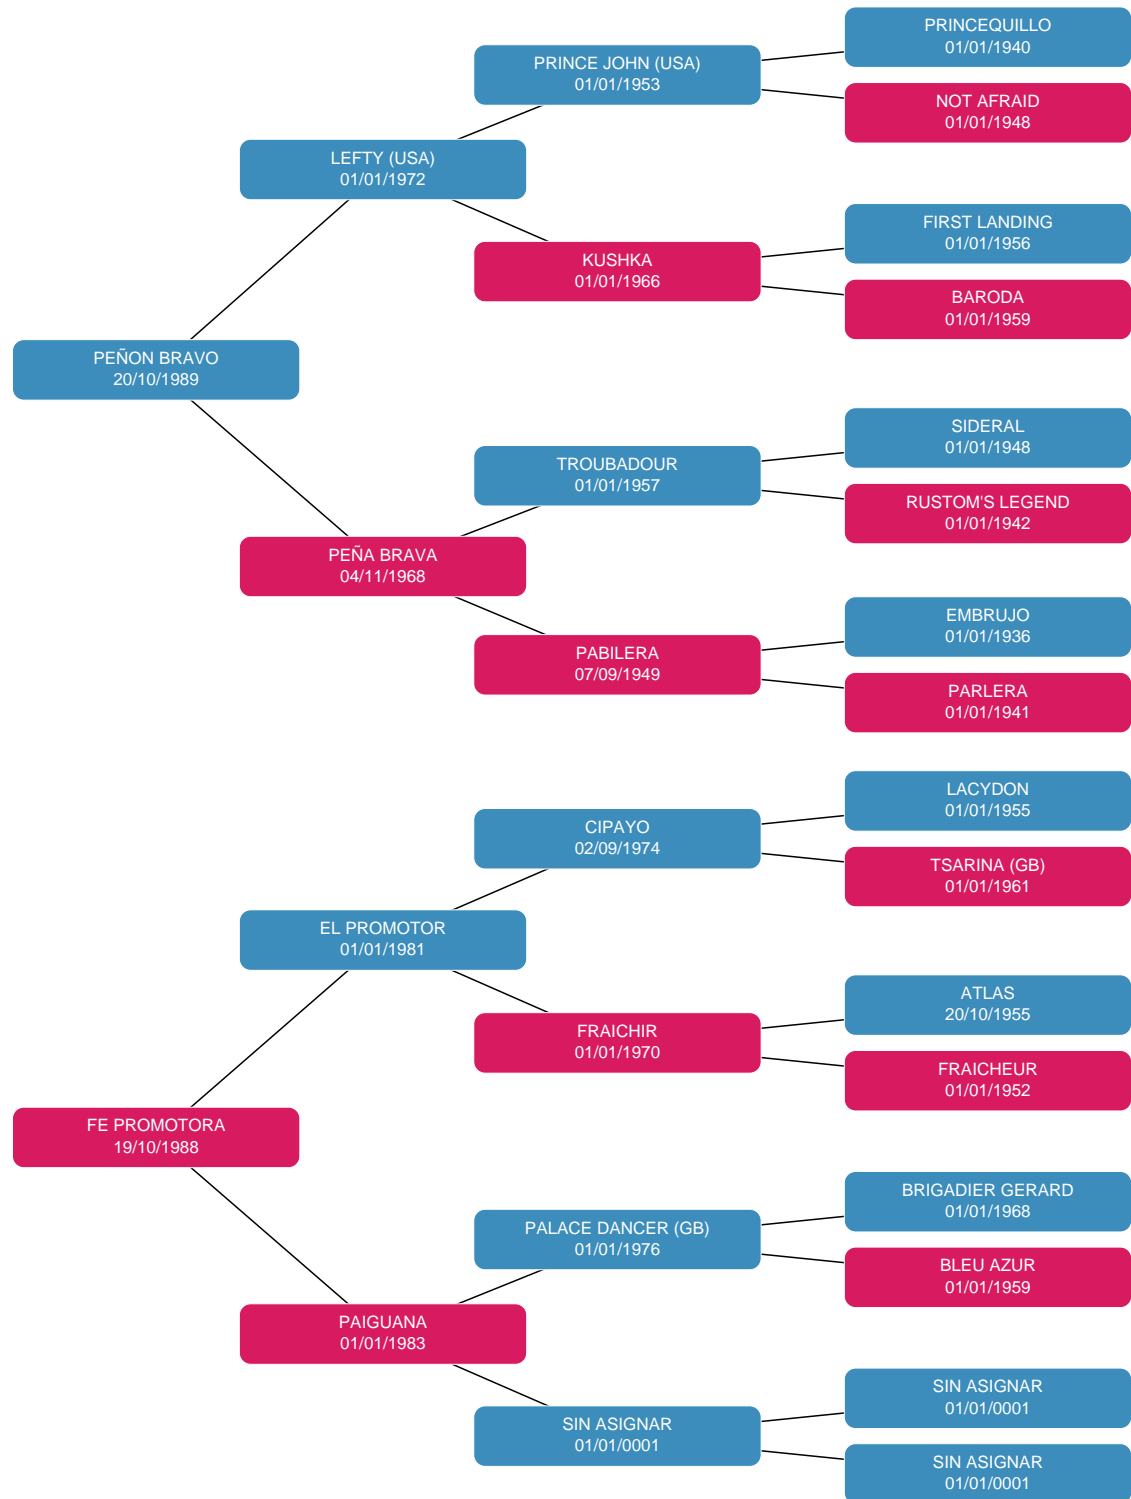 PRINCEQUILLO
01/01/1940
PRINCE JOHN (USA)
01/01/1953
NOT AFRAID
01/01/1948
LEFTY (USA)
01/01/1972
FIRST LANDING
01/01/1956
KUSHKA
01/01/1966
BARODA
01/01/1959
PEÑON BRAVO
20/10/1989
SIDERAL
01/01/1948
TROUBADOUR
01/01/1957
RUSTOM'S LEGEND
01/01/1942
PEÑA BRAVA
04/11/1968
EMBRUJO
01/01/1936
PABILERA
07/09/1949
PARLERA
01/01/1941
LACYDON
01/01/1955
CIPAYO
02/09/1974
TSARINA (GB)
01/01/1961
EL PROMOTOR
01/01/1981
ATLAS
20/10/1955
FRAICHIR
01/01/1970
FRAICHEUR
01/01/1952
FE PROMOTORA
19/10/1988
BRIGADIER GERARD
01/01/1968
PALACE DANCER (GB)
01/01/1976
BLEU AZUR
01/01/1959
PAIGUANA
01/01/1983
SIN ASIGNAR
01/01/0001
SIN ASIGNAR
01/01/0001
SIN ASIGNAR
01/01/0001